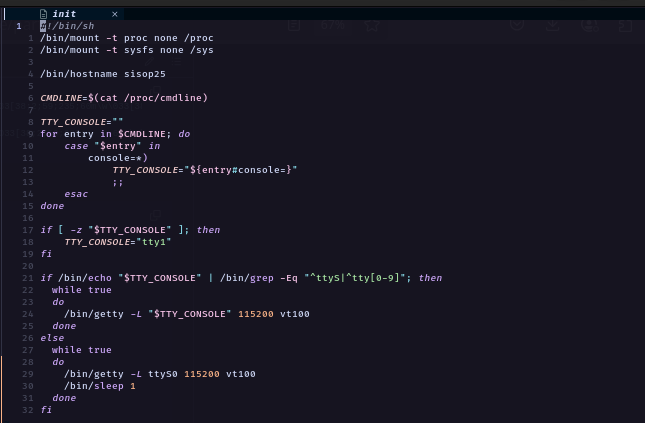 init ×
1 #!/bin/sh
1 /bin/mount -t proc none /proc
2 /bin/mount -t sysfs none /sys
3
4 /bin/hostname sisop25
5
6 CMDLINE=$(cat /proc/cmdline)
7
8 TTY_CONSOLE=""
9 for entry in $CMDLINE; do
10     case "$entry" in
11         console=*)
12             TTY_CONSOLE="${entry#console=}"
13             ;;
14     esac
15 done
16
17 if [ -z "$TTY_CONSOLE" ]; then
18     TTY_CONSOLE="tty1"
19 fi
20
21 if /bin/echo "$TTY_CONSOLE" | /bin/grep -Eq "^ttyS|^tty[0-9]"; then
22   while true
23   do
24     /bin/getty -L "$TTY_CONSOLE" 115200 vt100
25   done
26 else
27   while true
28   do
29     /bin/getty -L ttyS0 115200 vt100
30     /bin/sleep 1
31   done
32 fi